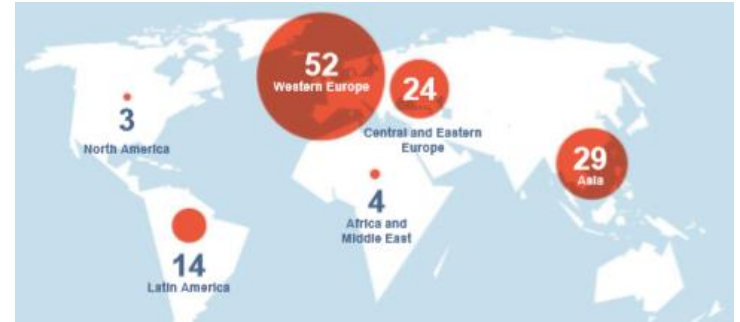 52
Western Europe
24
Central and Eastern
Europe
3
North America
29
Asia
4
Africa and
Middle East
14
Latin America